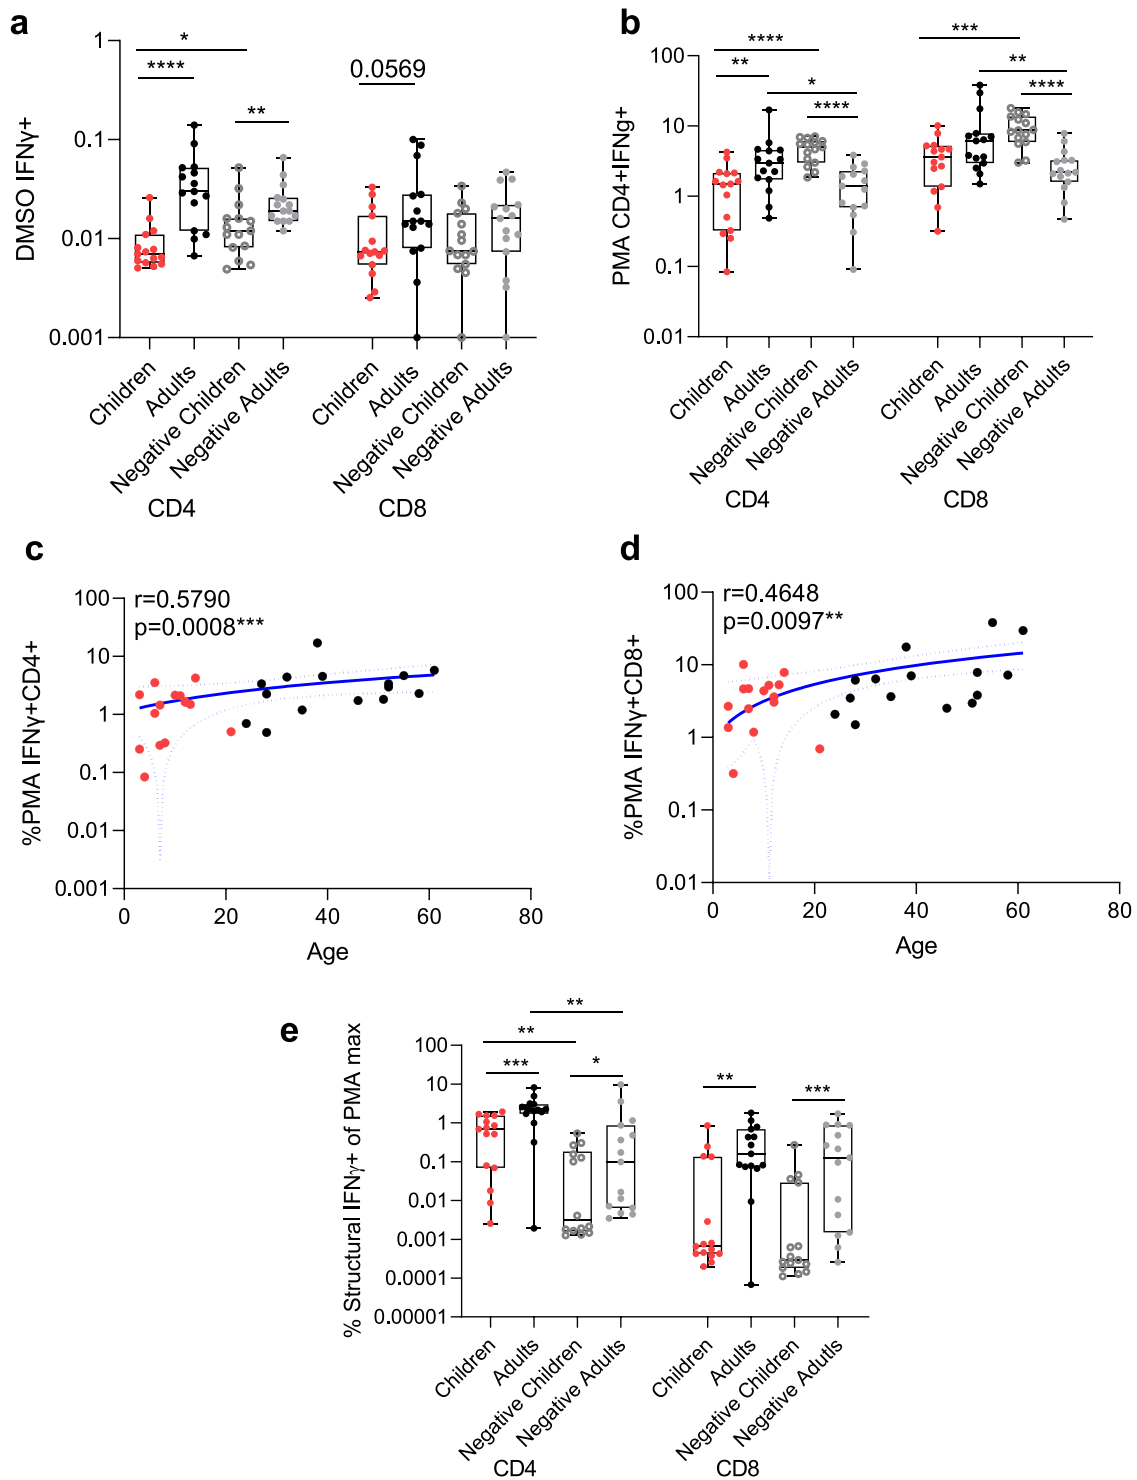 a
DMSO IFNγ+
1
0.1
0.01
0.001
*
****
**
0.0569
Children
Adults
Negative Children
Negative Adults
Children
Adults
Negative Children
Negative Adults
CD4
CD8
b
PMA CD4+IFNg+
100
10
1
0.1
0.01
****
**
*
****
***
**
****
Children
Adults
Negative Children
Negative Adults
Children
Adults
Negative Children
Negative Adults
CD4
CD8
c
%PMA IFNγ+CD4+
100
10
1
0.1
0.01
0.001
r=0.5790
p=0.0008***
0
20
40
60
80
Age
d
%PMA IFNγ+CD8+
100
10
1
0.1
0.01
r=0.4648
p=0.0097**
0
20
40
60
80
Age
e
% Structural IFNγ+ of PMA max
100
10
1
0.1
0.01
0.001
0.0001
0.00001
**
**
***
*
**
***
Children
Adults
Negative Children
Negative Adults
Children
Adults
Negative Children
Negative Adults
CD4
CD8